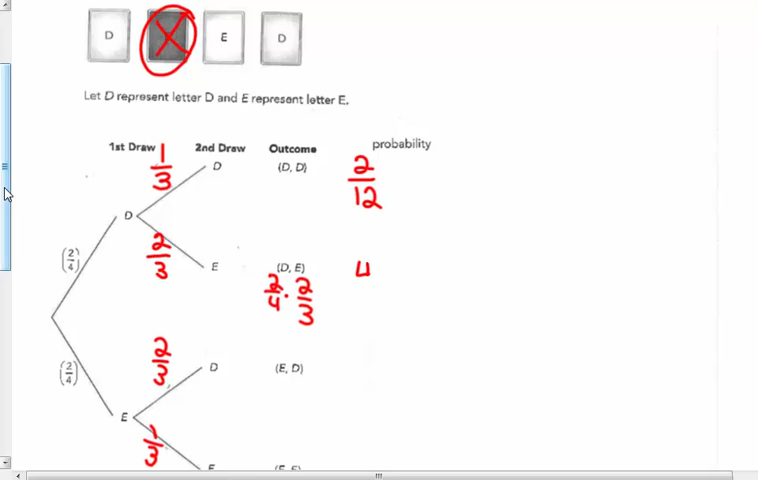 D X E D
Let D represent letter D and E represent letter E.
1st Draw 2nd Draw Outcome probability
1/3 D (D, D) 2/12
D
(2/4) 2/3 E (D, E) 4
2/4 · 2/3
(2/4) 2/3 D (E, D)
E
1/3